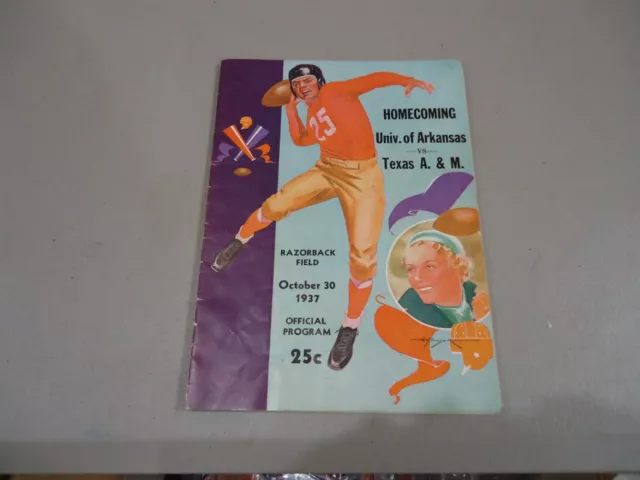 HOMECOMING
Univ. of Arkansas
-VS-
Texas A. & M.
25
RAZORBACK
FIELD
October 30
1937
OFFICIAL
PROGRAM
25c